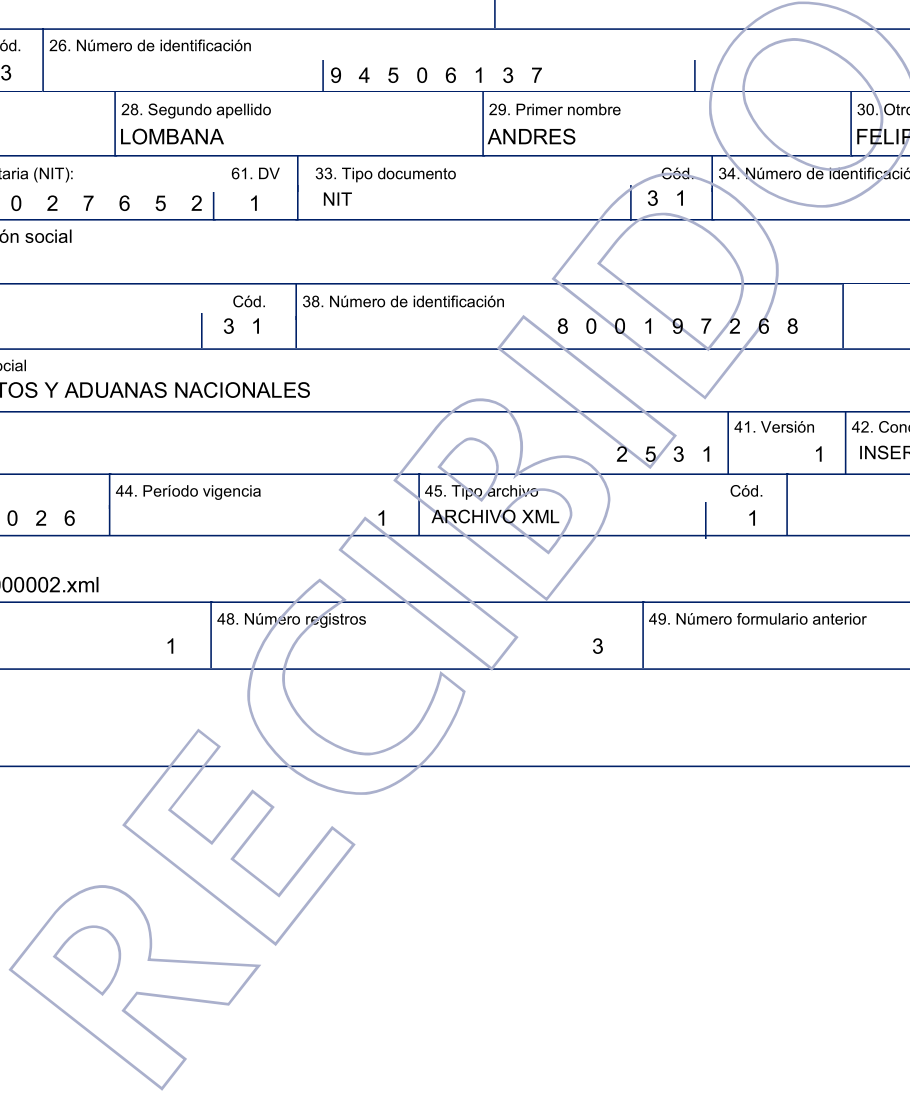 ód. 26. Número de identificación
3 9 4 5 0 6 1 3 7
28. Segundo apellido 29. Primer nombre 30. Otro
LOMBANA ANDRES FELIP
taria (NIT): 61. DV 33. Tipo documento Cód. 34. Número de identificació
0 2 7 6 5 2 1 NIT 3 1
ón social
Cód. 38. Número de identificación
3 1 8 0 0 1 9 7 2 6 8
ocial
TOS Y ADUANAS NACIONALES
41. Versión 42. Conc
2 5 3 1 1 INSER
44. Período vigencia 45. Tipo archivo Cód.
0 2 6 1 ARCHIVO XML 1
000002.xml
48. Número registros 49. Número formulario anterior
1 3
RECIBIDO